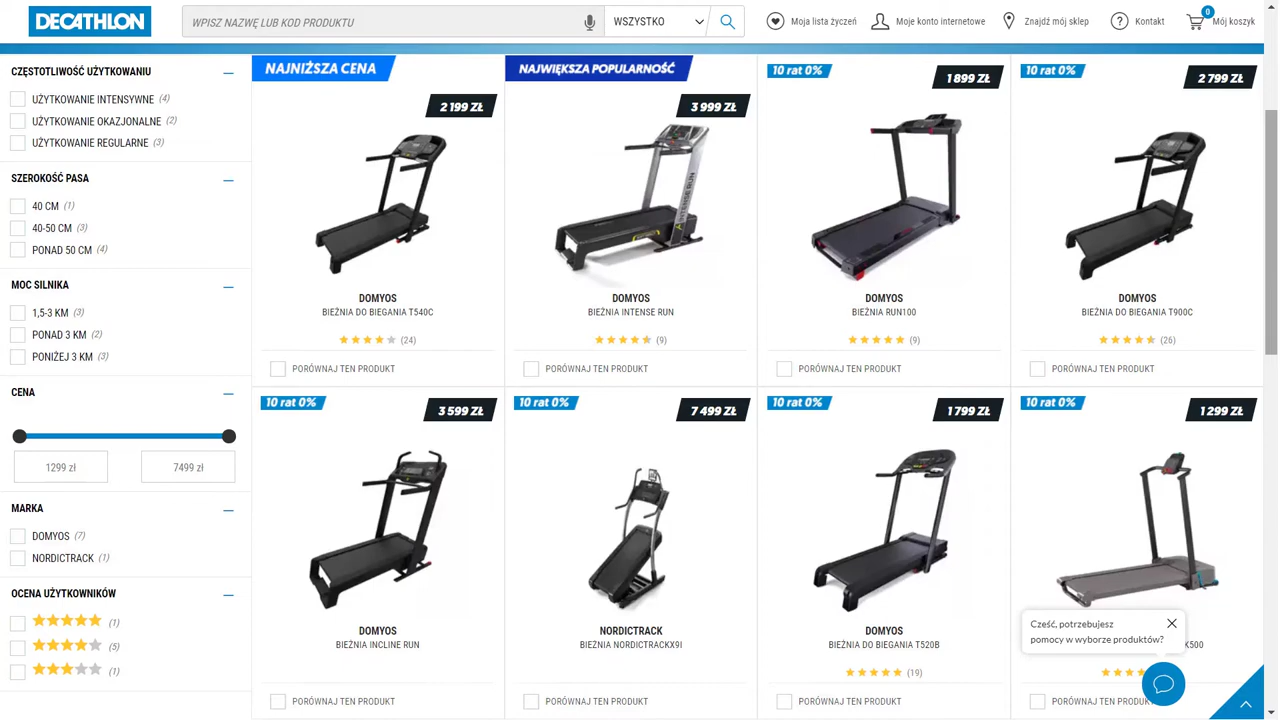 DECATHLON
WPISZ NAZWĘ LUB KOD PRODUKTU
WSZYSTKO
Moja lista życzeń
Moje konto internetowe
Znajdź mój sklep
Kontakt
0
Mój koszyk
CZĘSTOTLIWOŚĆ UŻYTKOWANIU
UŻYTKOWANIE INTENSYWNE (4)
UŻYTKOWANIE OKAZJONALNE (2)
UŻYTKOWANIE REGULARNE (3)
SZEROKOŚĆ PASA
40 CM (1)
40-50 CM (3)
PONAD 50 CM (4)
MOC SILNIKA
1,5-3 KM (3)
PONAD 3 KM (2)
PONIŻEJ 3 KM (3)
CENA
1299 zł
7499 zł
MARKA
DOMYOS (7)
NORDICTRACK (1)
OCENA UŻYTKOWNIKÓW
(1)
(5)
(1)
NAJNIŻSZA CENA
2 199 ZŁ
DOMYOS
BIEŻNIA DO BIEGANIA T540C
(24)
PORÓWNAJ TEN PRODUKT
NAJWIĘKSZA POPULARNOŚĆ
3 999 ZŁ
INTENSE RUN
DOMYOS
BIEŻNIA INTENSE RUN
(9)
PORÓWNAJ TEN PRODUKT
10 rat 0%
1 899 ZŁ
DOMYOS
BIEŻNIA RUN100
(9)
PORÓWNAJ TEN PRODUKT
10 rat 0%
2 799 ZŁ
DOMYOS
BIEŻNIA DO BIEGANIA T900C
(26)
PORÓWNAJ TEN PRODUKT
10 rat 0%
3 599 ZŁ
DOMYOS
BIEŻNIA INCLINE RUN
PORÓWNAJ TEN PRODUKT
10 rat 0%
7 499 ZŁ
NORDICTRACK
BIEŻNIA NORDICTRACKX9I
PORÓWNAJ TEN PRODUKT
10 rat 0%
1 799 ZŁ
DOMYOS
BIEŻNIA DO BIEGANIA T520B
(19)
PORÓWNAJ TEN PRODUKT
10 rat 0%
1 299 ZŁ
Cześć, potrzebujesz
pomocy w wyborze produktów?
K500
PORÓWNAJ TEN PRODUKT